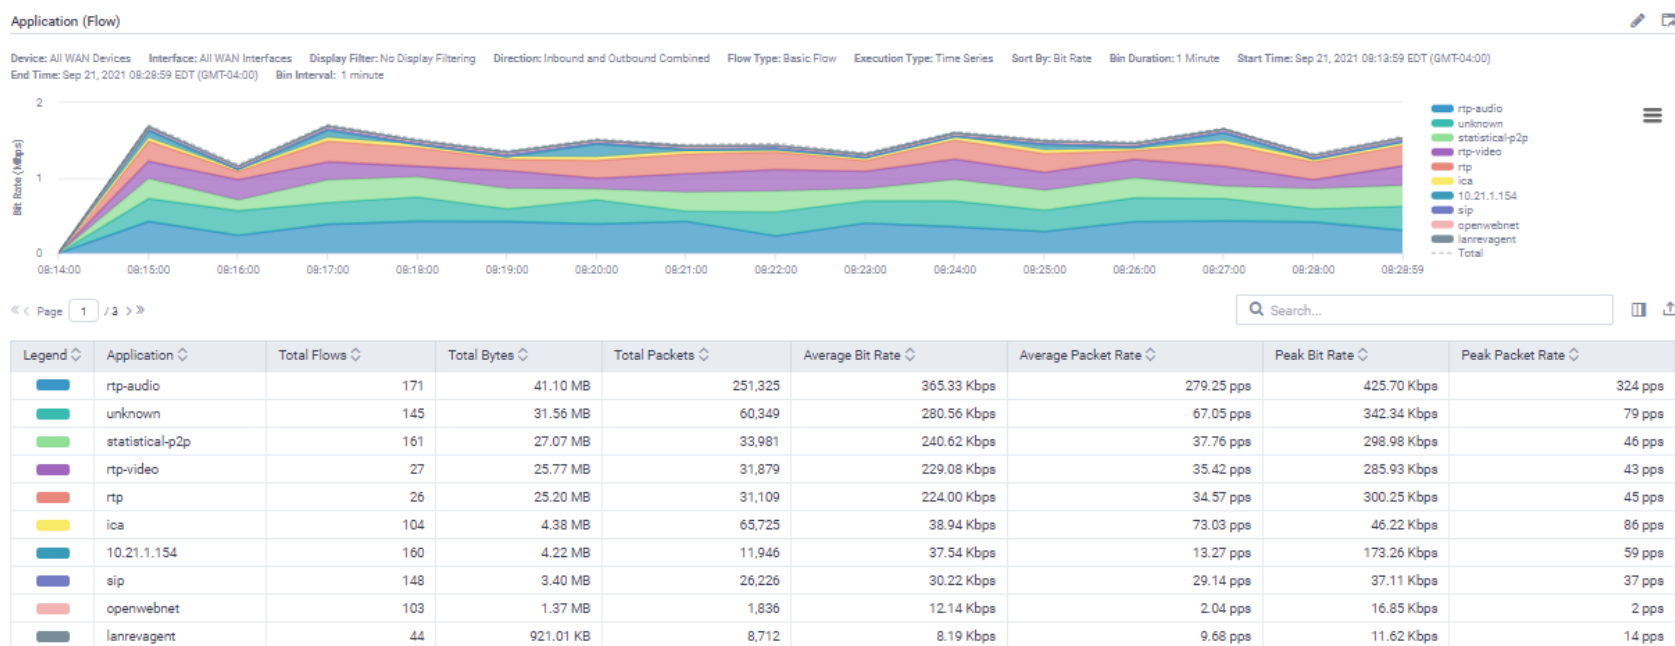 Application (Flow)
Device: All WAN Devices Interface: All WAN Interfaces Display Filter: No Display Filtering Direction: Inbound and Outbound Combined Flow Type: Basic Flow Execution Type: Time Series Sort By: Bit Rate Bin Duration: 1 Minute Start Time: Sep 21, 2021 08:13:59 EDT (GMT-04:00)
End Time: Sep 21, 2021 08:28:59 EDT (GMT-04:00) Bin Interval: 1 minute
Bit Rate (Mbps)
2
1
0
08:14:00 08:15:00 08:16:00 08:17:00 08:18:00 08:19:00 08:20:00 08:21:00 08:22:00 08:23:00 08:24:00 08:25:00 08:26:00 08:27:00 08:28:00 08:28:59
rtp-audio
unknown
statistical-p2p
rtp-video
rtp
ica
10.21.1.154
sip
openwebnet
lanrevagent
Total
Page 1 / 3
Search...
Legend Application Total Flows Total Bytes Total Packets Average Bit Rate Average Packet Rate Peak Bit Rate Peak Packet Rate
rtp-audio 171 41.10 MB 251,325 365.33 Kbps 279.25 pps 425.70 Kbps 324 pps
unknown 145 31.56 MB 60,349 280.56 Kbps 67.05 pps 342.34 Kbps 79 pps
statistical-p2p 161 27.07 MB 33,981 240.62 Kbps 37.76 pps 298.98 Kbps 46 pps
rtp-video 27 25.77 MB 31,879 229.08 Kbps 35.42 pps 285.93 Kbps 43 pps
rtp 26 25.20 MB 31,109 224.00 Kbps 34.57 pps 300.25 Kbps 45 pps
ica 104 4.38 MB 65,725 38.94 Kbps 73.03 pps 46.22 Kbps 86 pps
10.21.1.154 160 4.22 MB 11,946 37.54 Kbps 13.27 pps 173.26 Kbps 59 pps
sip 148 3.40 MB 26,226 30.22 Kbps 29.14 pps 37.11 Kbps 37 pps
openwebnet 103 1.37 MB 1,836 12.14 Kbps 2.04 pps 16.85 Kbps 2 pps
lanrevagent 44 921.01 KB 8,712 8.19 Kbps 9.68 pps 11.62 Kbps 14 pps